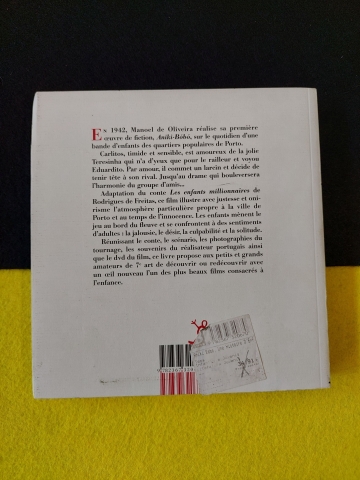 En 1942, Manoel de Oliveira réalise sa première
œuvre de fiction, Aniki-Bóbó, sur le quotidien d'une
bande d'enfants des quartiers populaires de Porto.
Carlitos, timide et sensible, est amoureux de la jolie
Teresinha qui n'a d'yeux que pour le railleur et voyou
Eduardito. Par amour, il commet un larcin et décide de
tenir tête à son rival. Jusqu'au drame qui bouleversera
l'harmonie du groupe d'amis...
Adaptation du conte Les enfants millionnaires de
Rodrigues de Freitas, ce film illustre avec justesse et oni-
risme l'atmosphère particulière propre à la ville de
Porto et au temps de l'innocence. Les enfants mènent le
jeu au bord du fleuve et se confrontent à des sentiments
d'adultes : la jalousie, le désir, la culpabilité et la solitude.
Réunissant le conte, le scénario, les photographies du
tournage, les souvenirs du réalisateur portugais ainsi
que le dvd du film, ce livre propose aux petits et grands
amateurs de 7e art de découvrir ou redécouvrir avec
un œil nouveau l'un des plus beaux films consacrés à
l'enfance.